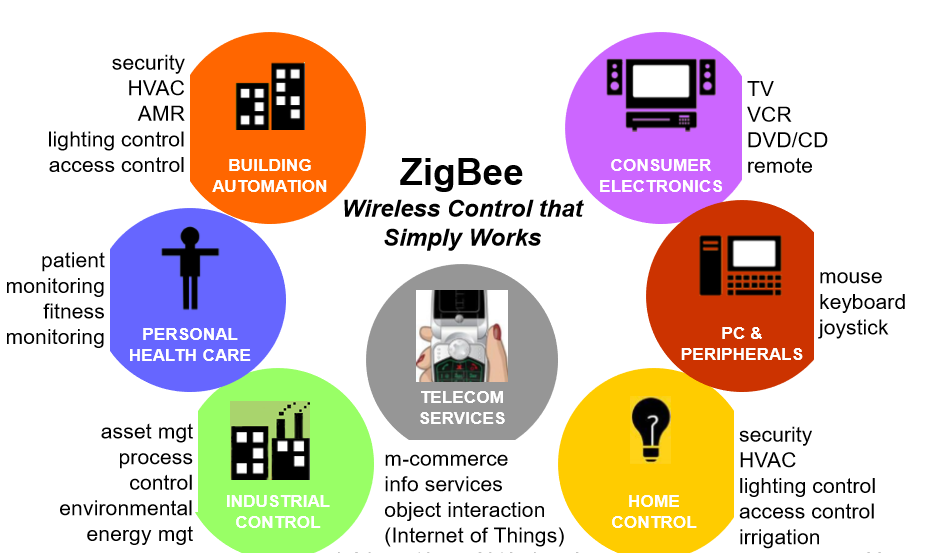 security
HVAC
AMR
lighting control
access control
BUILDING
AUTOMATION
ZigBee
Wireless Control that
Simply Works
CONSUMER
ELECTRONICS
TV
VCR
DVD/CD
remote
patient
monitoring
fitness
monitoring
PERSONAL
HEALTH CARE
TELECOM
SERVICES
m-commerce
info services
object interaction
(Internet of Things)
PC &
PERIPHERALS
mouse
keyboard
joystick
asset mgt
process
control
environmental
energy mgt
INDUSTRIAL
CONTROL
?
HOME
CONTROL
security
HVAC
lighting control
access control
irrigation